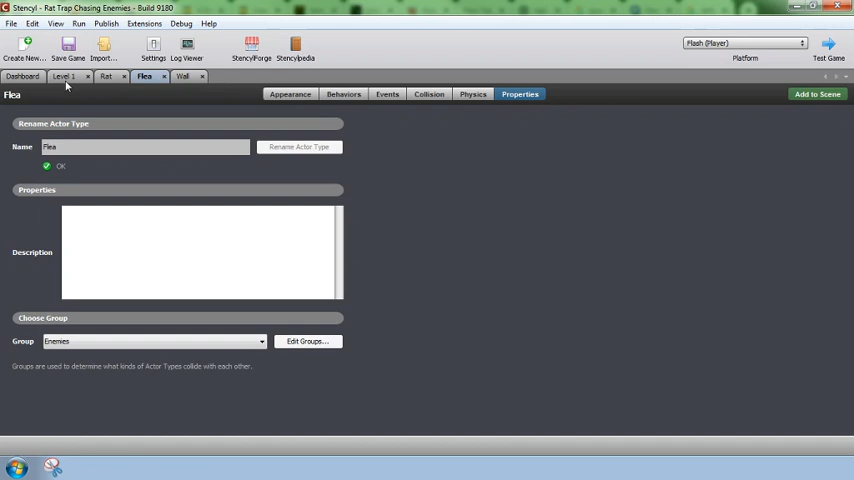 Stencyl - Rat Trap Chasing Enemies - Build 9180
File Edit View Run Publish Extensions Debug Help
Flash (Player)
Create New... Save Game Import... Settings Log Viewer StencylForge Stencylpedia Platform Test Game
Dashboard Level 1 Rat Flea Wall
Flea Appearance Behaviors Events Collision Physics Properties Add to Scene
Rename Actor Type
Name Flea Rename Actor Type
OK
Properties
Description
Choose Group
Group Enemies Edit Groups...
Groups are used to determine what kinds of Actor Types collide with each other.